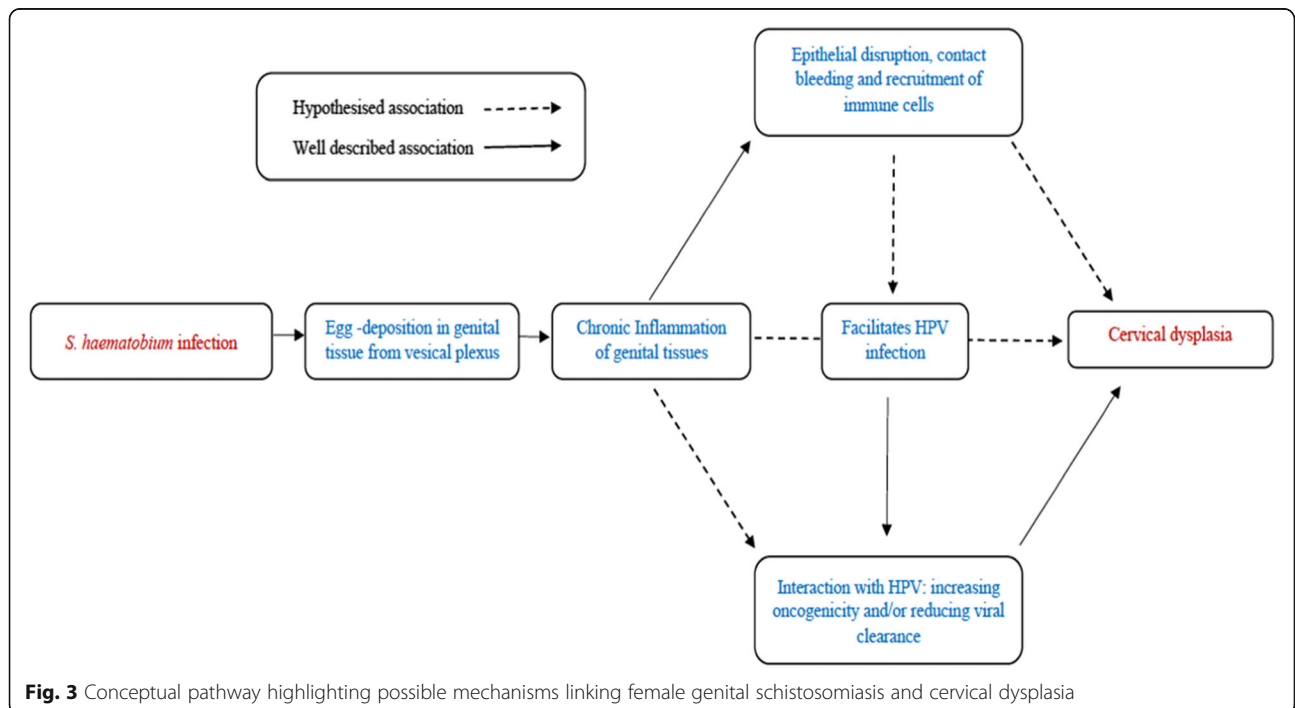 Hypothesised association
Well described association
Epithelial disruption, contact
bleeding and recruitment of
immune cells
S. haematobium infection
Egg -deposition in genital
tissue from vesical plexus
Chronic Inflammation
of genital tissues
Facilitates HPV
infection
Cervical dysplasia
Interaction with HPV: increasing
oncogenicity and/or reducing viral
clearance
Fig. 3 Conceptual pathway highlighting possible mechanisms linking female genital schistosomiasis and cervical dysplasia